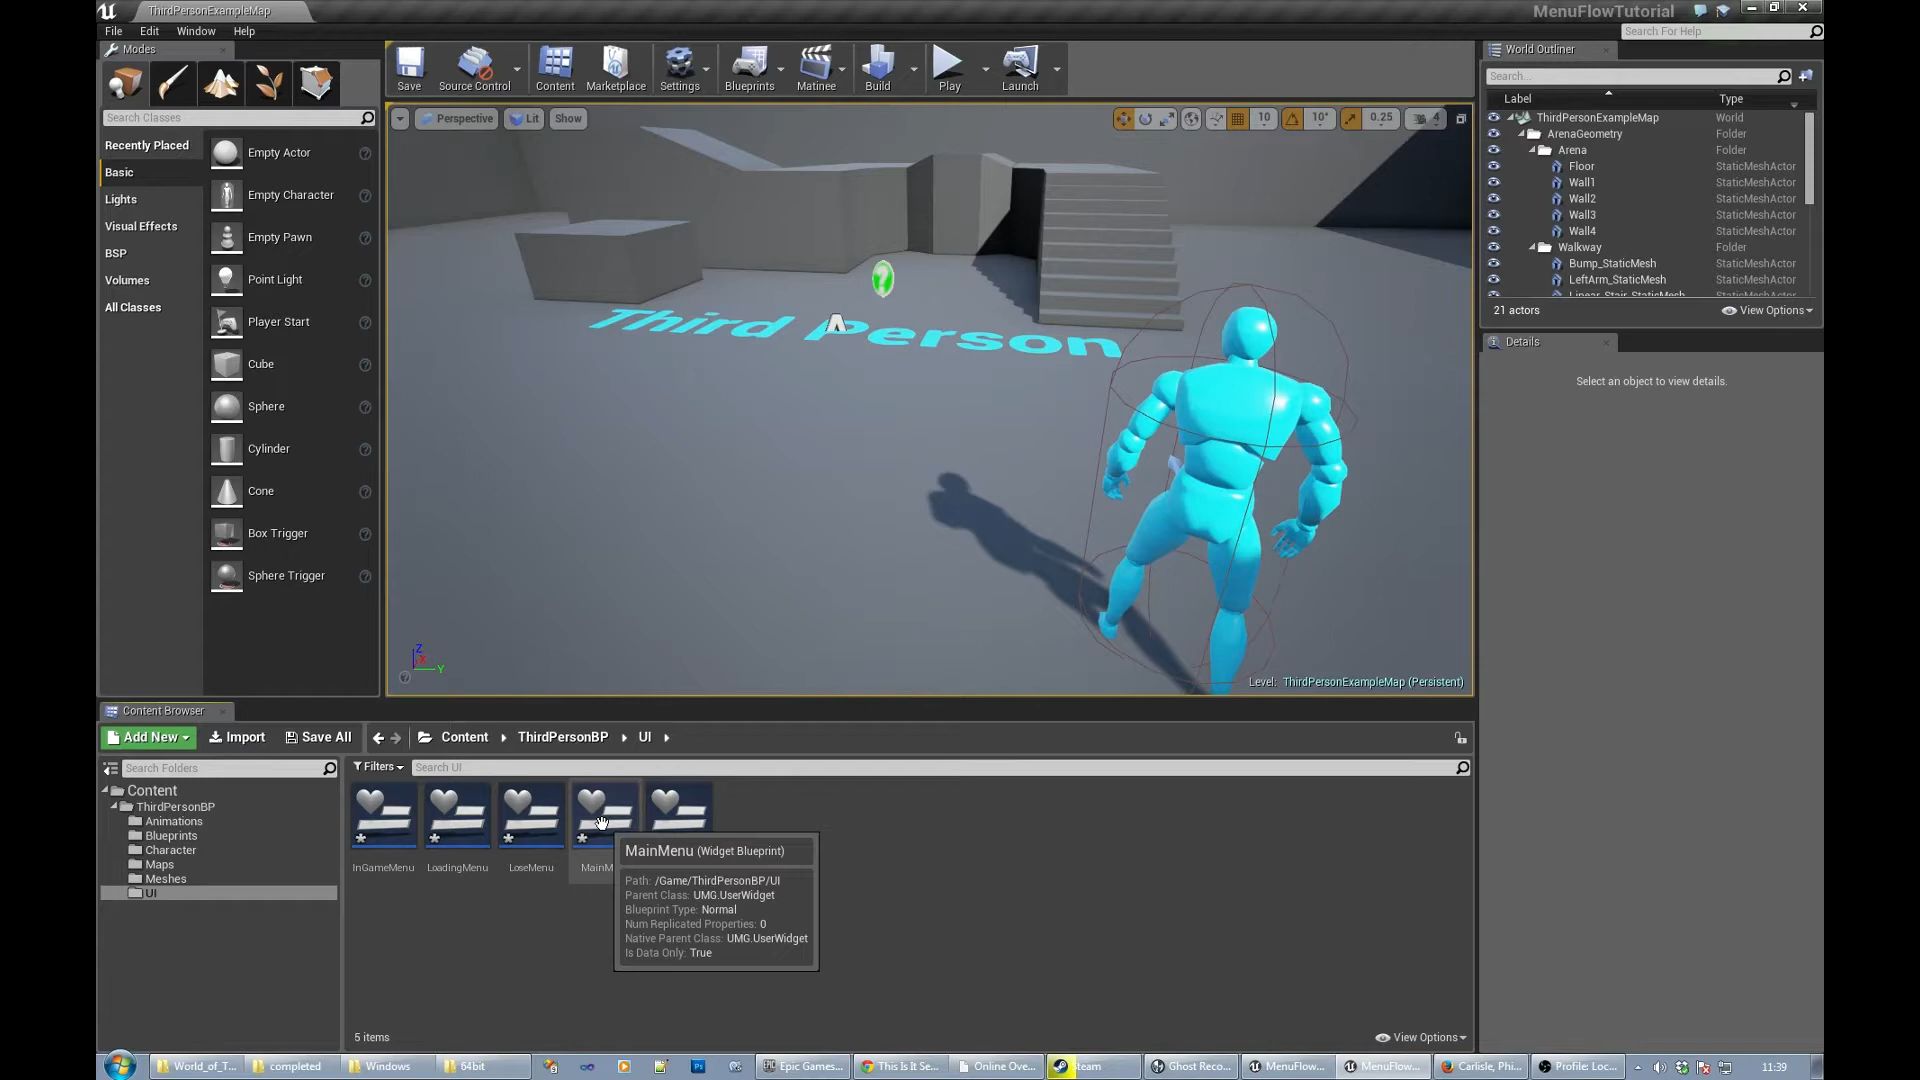 ThirdPersonExampleMap
MenuFlowTutorial
File Edit Window Help
Search For Help
Modes
Save
Source Control
Content
Marketplace
Settings
Blueprints
Matinee
Build
Play
Launch
World Outliner
Search...
Label Type
ThirdPersonExampleMap World
ArenaGeometry Folder
Arena Folder
Floor StaticMeshActor
Wall1 StaticMeshActor
Wall2 StaticMeshActor
Wall3 StaticMeshActor
Wall4 StaticMeshActor
Walkway Folder
Bump_StaticMesh StaticMeshActor
LeftArm_StaticMesh StaticMeshActor
Linear_Stair_StaticMesh StaticMeshActor
21 actors
View Options
Details
Select an object to view details.
Search Classes
Recently Placed
Basic
Lights
Visual Effects
BSP
Volumes
All Classes
Empty Actor
Empty Character
Empty Pawn
Point Light
Player Start
Cube
Sphere
Cylinder
Cone
Box Trigger
Sphere Trigger
Perspective Lit Show
10 10° 0.25 4
Third Person
Z
X
Y
Level: ThirdPersonExampleMap (Persistent)
Content Browser
Add New Import Save All Content ThirdPersonBP UI
Search Folders
Filters Search UI
Content
ThirdPersonBP
Animations
Blueprints
Character
Maps
Meshes
UI
InGameMenu LoadingMenu LoseMenu MainM
MainMenu (Widget Blueprint)
Path: /Game/ThirdPersonBP/UI
Parent Class: UMG.UserWidget
Blueprint Type: Normal
Num Replicated Properties: 0
Native Parent Class: UMG.UserWidget
Is Data Only: True
5 items
View Options
World_of_T... completed Windows 64bit Epic Games... This Is It Se... Online Ove... Steam Ghost Reco... MenuFlow... MenuFlow... Carlisle, Phi... Profile: Loc... 11:39